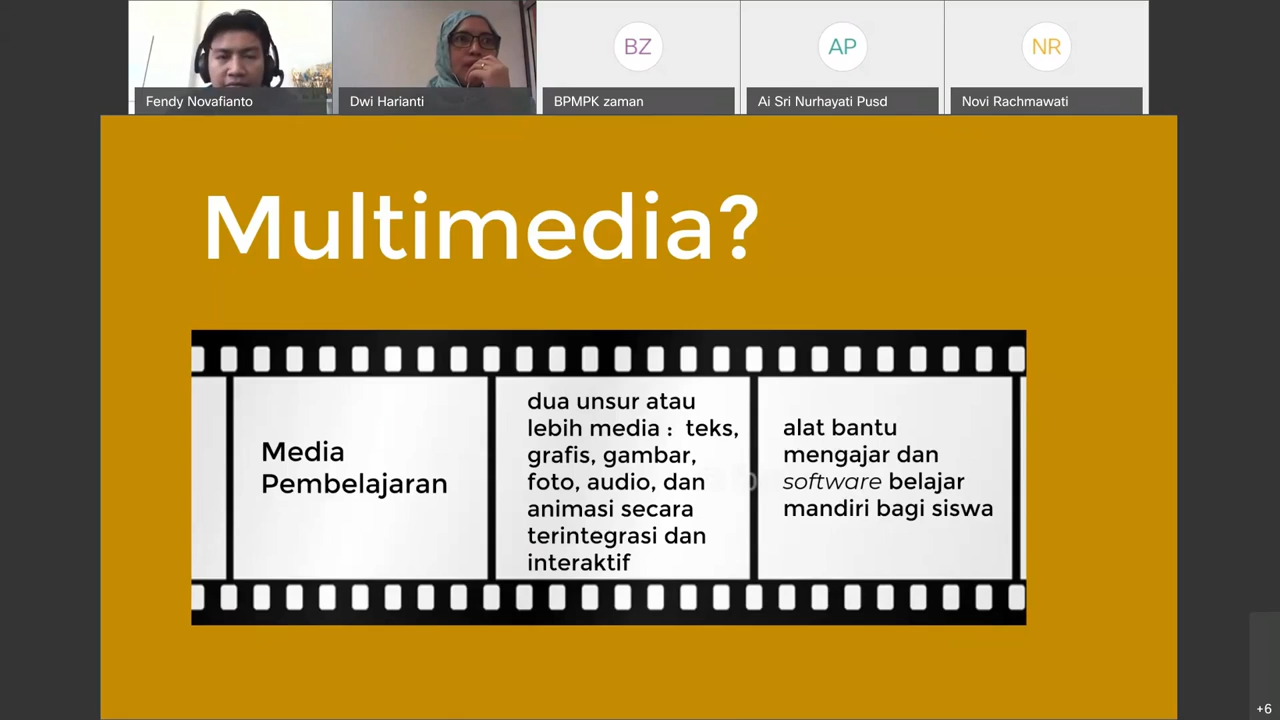 BZ
AP
NR
Fendy Novafianto
Dwi Harianti
BPMPK zaman
Ai Sri Nurhayati Pusd
Novi Rachmawati
Multimedia?
Media
Pembelajaran
dua unsur atau
lebih media : teks,
grafis, gambar,
foto, audio, dan
animasi secara
terintegrasi dan
interaktif
alat bantu
mengajar dan
software belajar
mandiri bagi siswa
+6